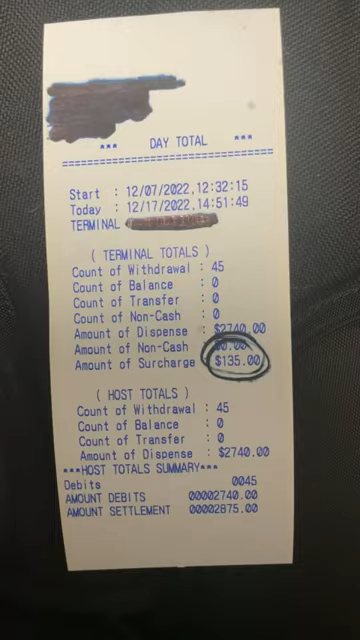 *** DAY TOTAL ***
================================
Start : 12/07/2022,12:32:15
Today : 12/17/2022,14:51:49
TERMINAL
( TERMINAL TOTALS )
Count of Withdrawal : 45
Count of Balance : 0
Count of Transfer : 0
Count of Non-Cash : 0
Amount of Dispense : $2740.00
Amount of Non-Cash : $0.00
Amount of Surcharge : $135.00
( HOST TOTALS )
Count of Withdrawal : 45
Count of Balance : 0
Count of Transfer : 0
Amount of Dispense : $2740.00
***HOST TOTALS SUMMARY***
Debits 0045
AMOUNT DEBITS 00002740.00
AMOUNT SETTLEMENT 00002875.00